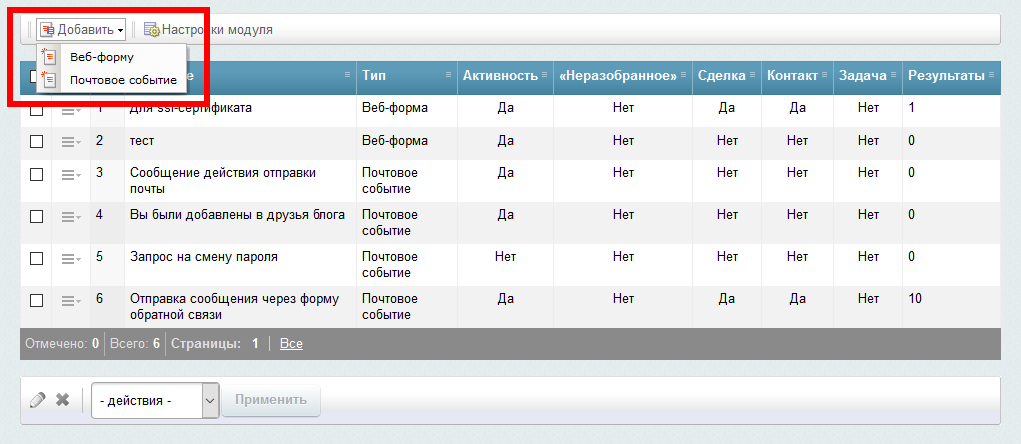 Добавить Настройки модуля
Веб-форму
Почтовое событие
Тип Активность «Неразобранное» Сделка Контакт Задача Результаты
1 Для ssl-сертификата Веб-форма Да Нет Да Да Нет 1
2 тест Веб-форма Да Нет Нет Нет Нет 0
3 Сообщение действия отправки Почтовое Да Нет Нет Нет Нет 0
почты событие
4 Вы были добавлены в друзья блога Почтовое Да Нет Нет Нет Нет 0
событие
5 Запрос на смену пароля Почтовое Нет Нет Нет Нет Нет 0
событие
6 Отправка сообщения через форму Почтовое Да Нет Да Да Нет 10
обратной связи событие
Отмечено: 0 Всего: 6 Страницы: 1 Все
- действия - Применить